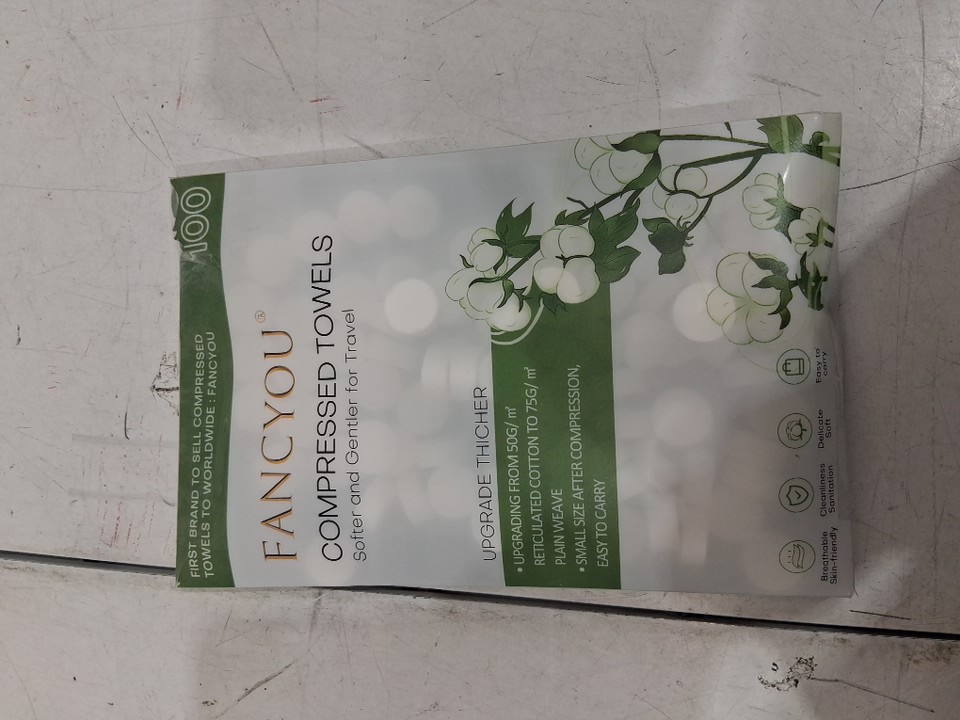 FIRST BRAND TO SELL COMPRESSED
TOWELS TO WORLDWIDE : FANCYOU
100
FANCYOU®
COMPRESSED TOWELS
Softer and Gentler for Travel
UPGRADE THICHER
• UPGRADING FROM 50G/㎡
RETICULATED COTTON TO 75G/㎡
PLAIN WEAVE
• SMALL SIZE AFTER COMPRESSION,
EASY TO CARRY
Breathable
Skin-friendly
Cleanliness
Sanitation
Delicate
Soft
Easy to
carry